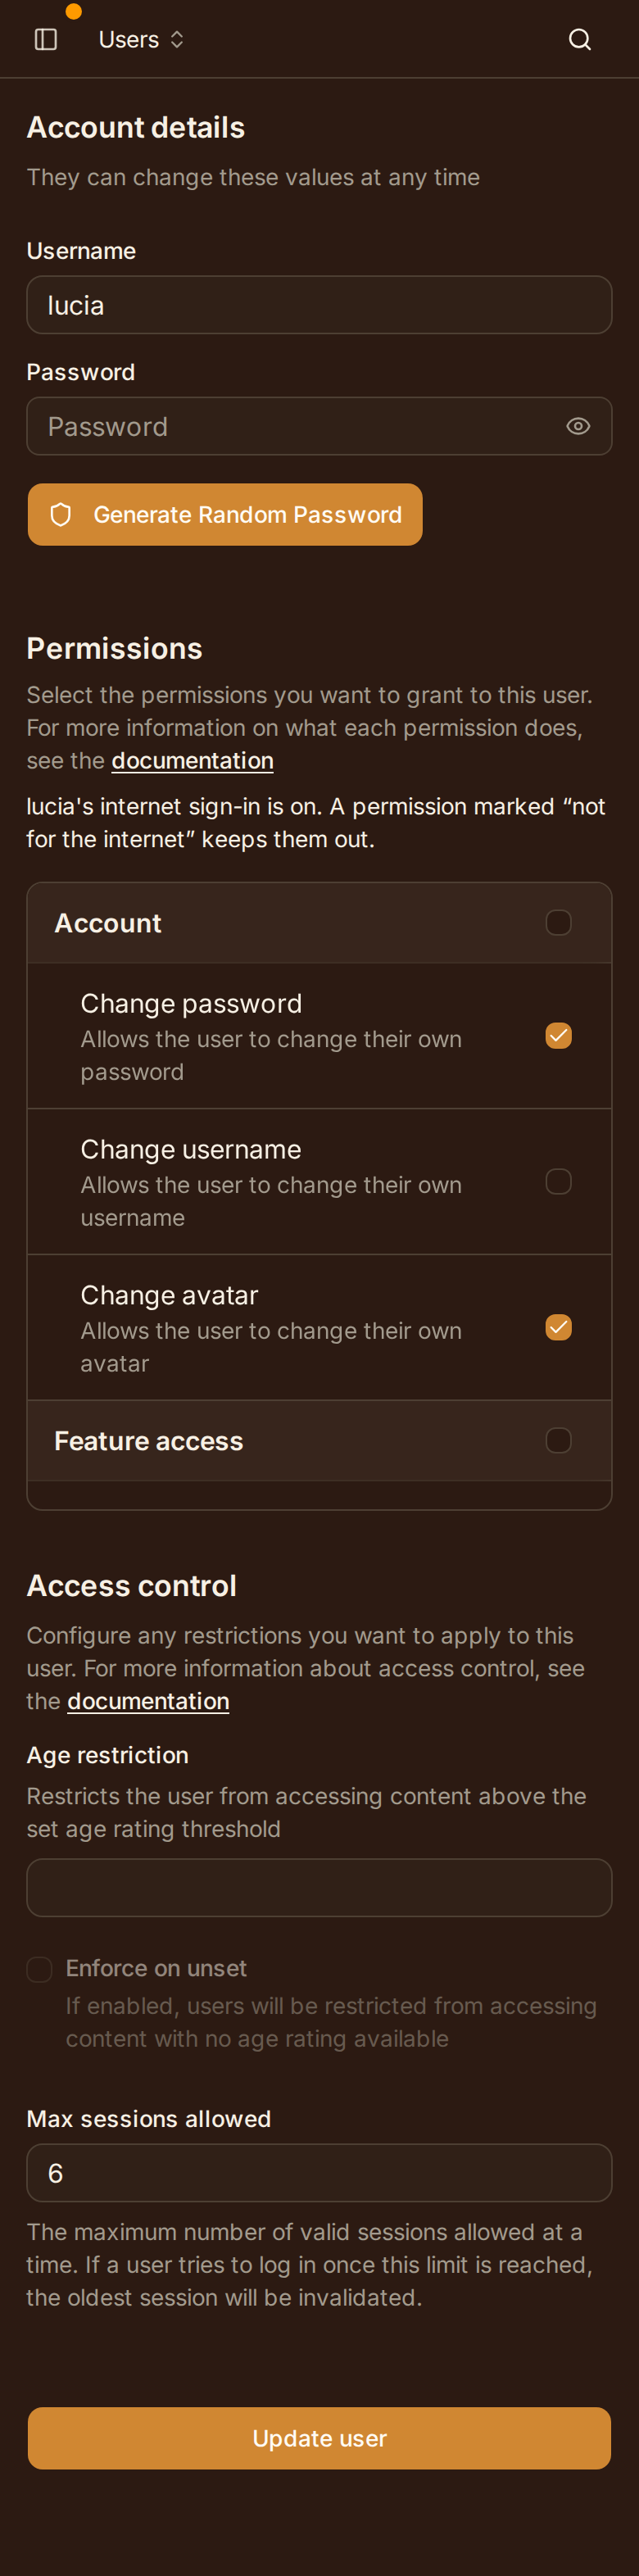 Users
Account details
They can change these values at any time
Username
lucia
Password
Password
Generate Random Password
Permissions
Select the permissions you want to grant to this user.
For more information on what each permission does,
see the documentation
lucia's internet sign-in is on. A permission marked “not
for the internet” keeps them out.
Account
Change password
Allows the user to change their own
password
Change username
Allows the user to change their own
username
Change avatar
Allows the user to change their own
avatar
Feature access
Access control
Configure any restrictions you want to apply to this
user. For more information about access control, see
the documentation
Age restriction
Restricts the user from accessing content above the
set age rating threshold
Enforce on unset
If enabled, users will be restricted from accessing
content with no age rating available
Max sessions allowed
6
The maximum number of valid sessions allowed at a
time. If a user tries to log in once this limit is reached,
the oldest session will be invalidated.
Update user